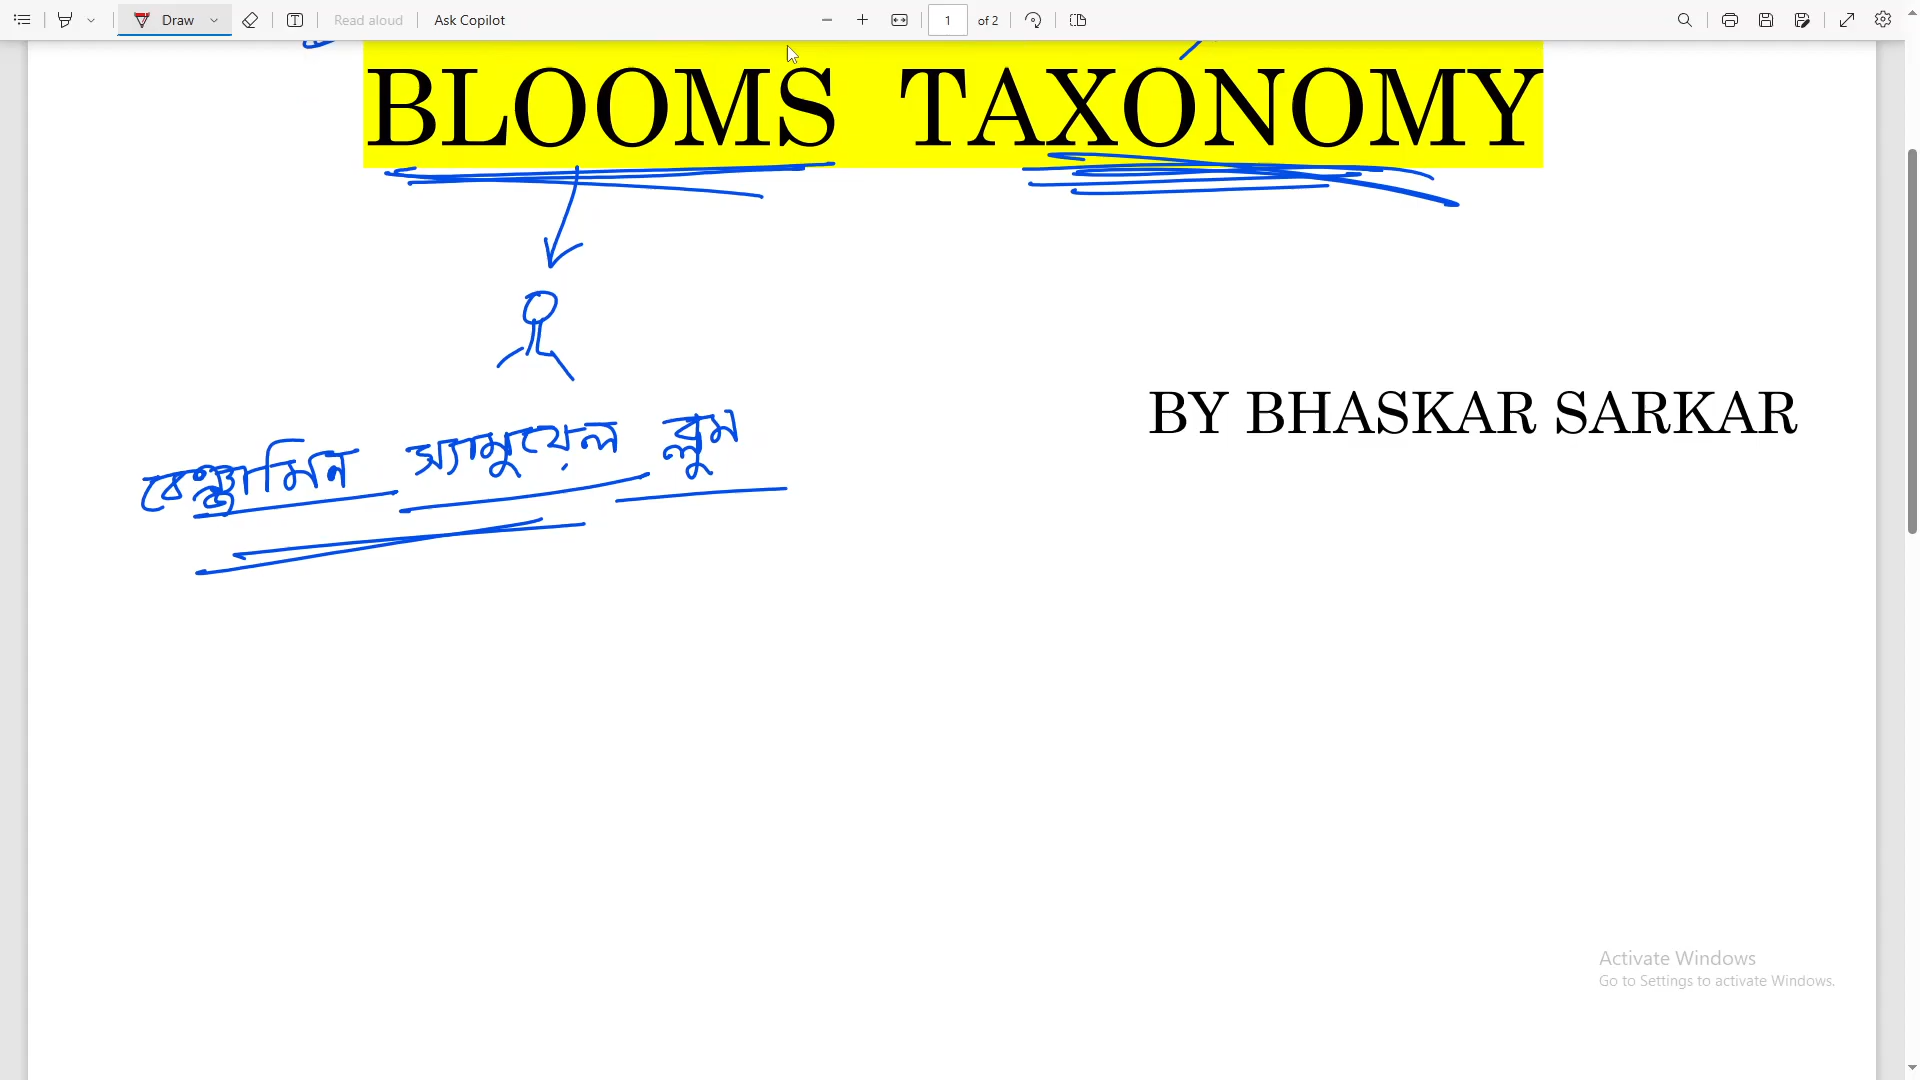 Draw
Read aloud
Ask Copilot
1 of 2
BLOOMS TAXONOMY
BY BHASKAR SARKAR
বেঞ্জামিন স্যামুয়েল ব্লুম
Activate Windows
Go to Settings to activate Windows.